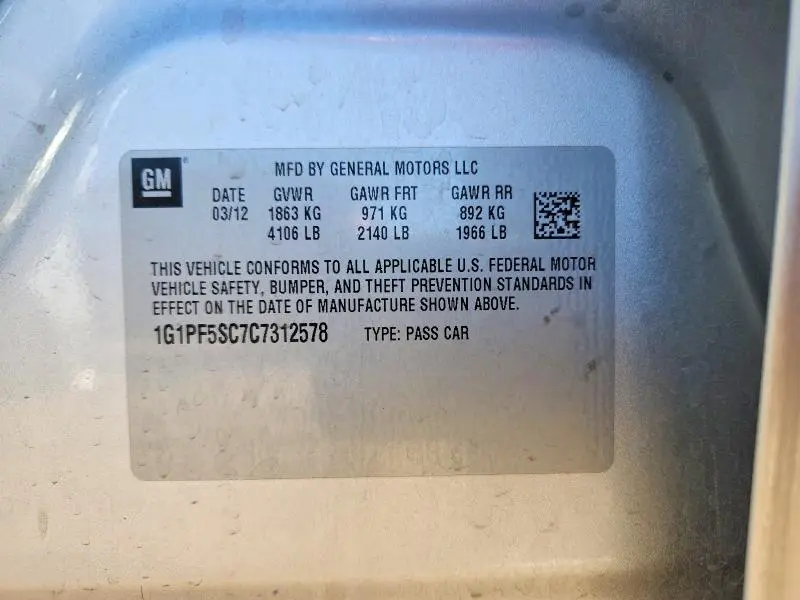 GM
MFD BY GENERAL MOTORS LLC
DATE GVWR GAWR FRT GAWR RR
03/12 1863 KG 971 KG 892 KG
4106 LB 2140 LB 1966 LB
THIS VEHICLE CONFORMS TO ALL APPLICABLE U.S. FEDERAL MOTOR
VEHICLE SAFETY, BUMPER, AND THEFT PREVENTION STANDARDS IN
EFFECT ON THE DATE OF MANUFACTURE SHOWN ABOVE.
1G1PF5SC7C7312578 TYPE: PASS CAR